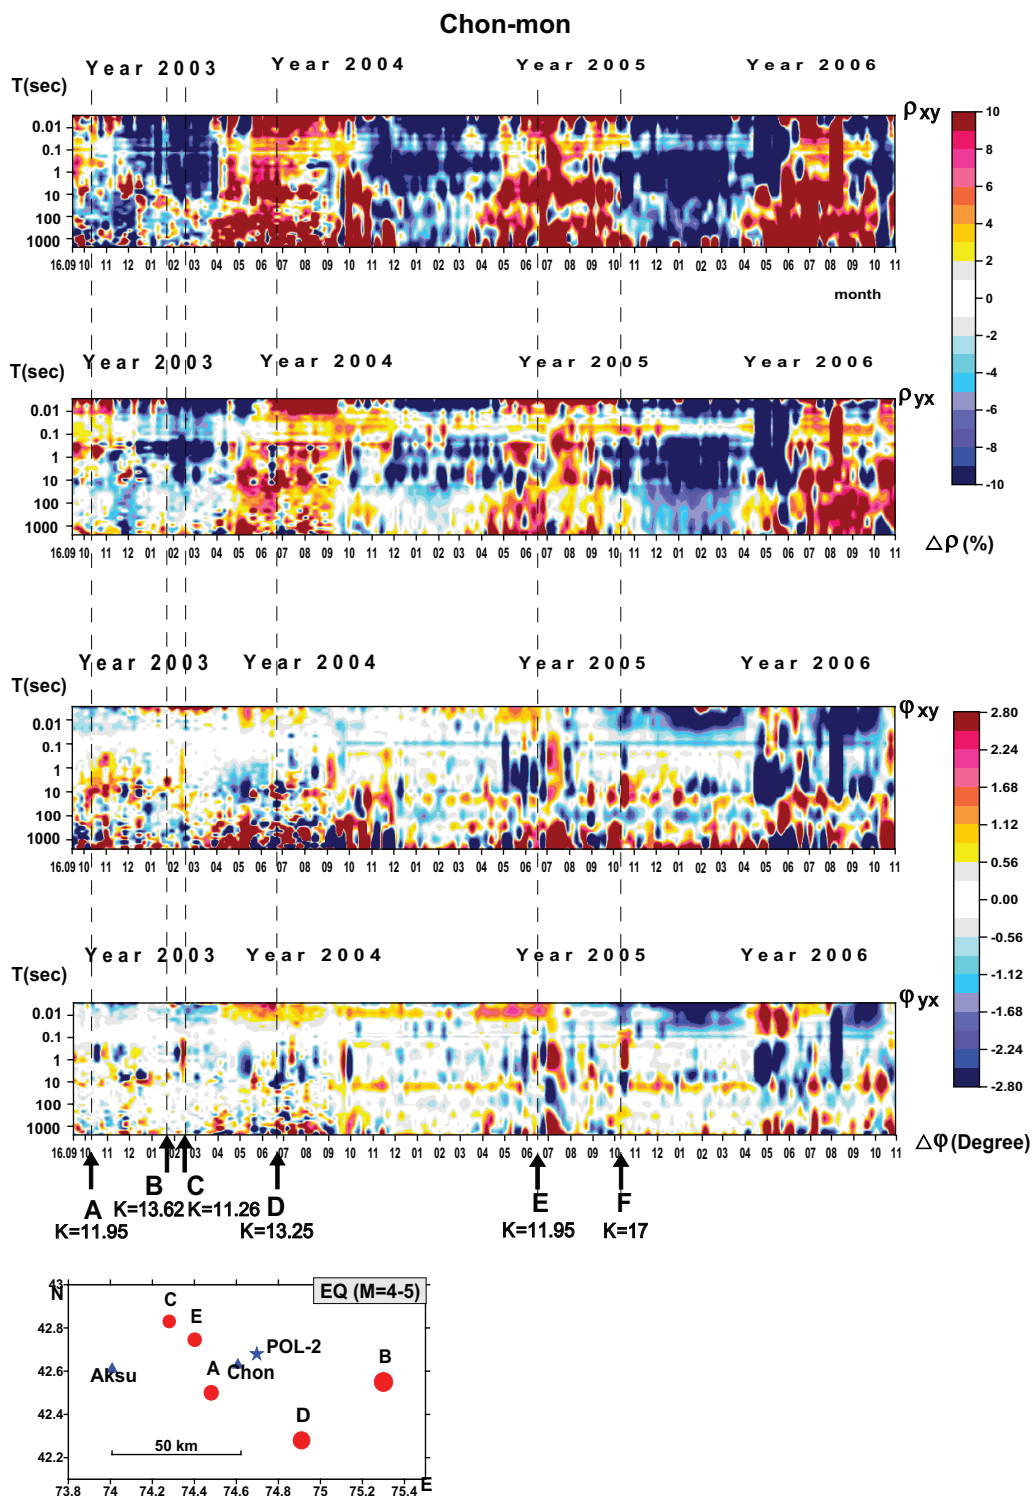 Chon-mon
Year 2003 Year 2004 Year 2005 Year 2006
T(sec)
ρxy
0.01
0.1
1
10
100
1000
16.09 10 11 12 01 02 03 04 05 06 07 08 09 10 11 12 01 02 03 04 05 06 07 08 09 10 11 12 01 02 03 04 05 06 07 08 09 10 11
month
10
8
6
4
2
0
-2
-4
-6
-8
-10
Δρ (%)
Year 2003 Year 2004 Year 2005 Year 2006
T(sec)
ρyx
0.01
0.1
1
10
100
1000
16.09 10 11 12 01 02 03 04 05 06 07 08 09 10 11 12 01 02 03 04 05 06 07 08 09 10 11 12 01 02 03 04 05 06 07 08 09 10 11
Year 2003 Year 2004 Year 2005 Year 2006
T(sec)
φxy
0.01
0.1
1
10
100
1000
16.09 10 11 12 01 02 03 04 05 06 07 08 09 10 11 12 01 02 03 04 05 06 07 08 09 10 11 12 01 02 03 04 05 06 07 08 09 10 11
2.80
2.24
1.68
1.12
0.56
0.00
-0.56
-1.12
-1.68
-2.24
-2.80
Δφ (Degree)
Year 2003 Year 2004 Year 2005 Year 2006
T(sec)
φyx
0.01
0.1
1
10
100
1000
16.09 10 11 12 01 02 03 04 05 06 07 08 09 10 11 12 01 02 03 04 05 06 07 08 09 10 11 12 01 02 03 04 05 06 07 08 09 10 11
A
K=11.95
B
K=13.62
C
K=11.26
D
K=13.25
E
K=11.95
F
K=17
EQ (M=4-5)
43
N
42.8
42.6
42.4
42.2
C
E
POL-2
Aksu
A
Chon
B
D
50 km
73.8 74 74.2 74.4 74.6 74.8 75 75.2 75.4
E